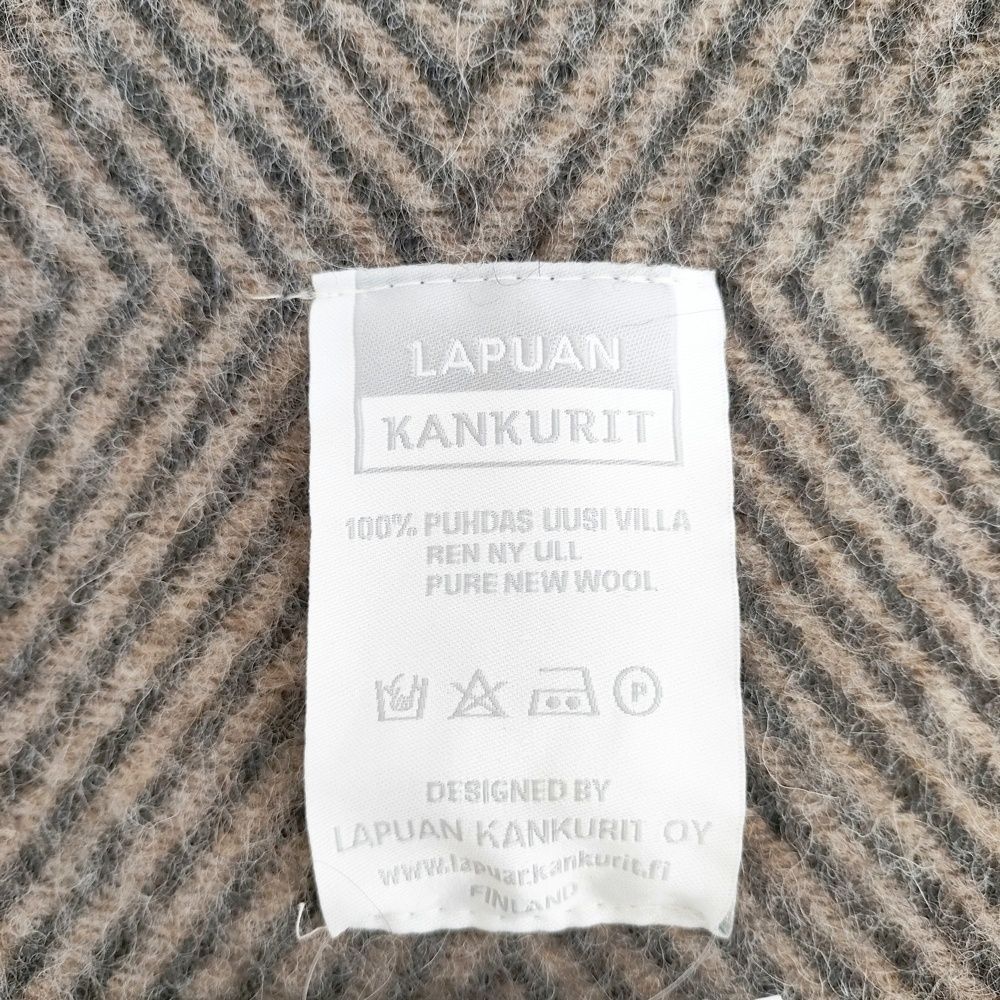 LAPUAN
KANKURIT
100% PUHDAS UUSI VILLA
REN NY ULL
PURE NEW WOOL
P
DESIGNED BY
LAPUAN KANKURIT OY
www.lapuankankurit.fi
FINLAND